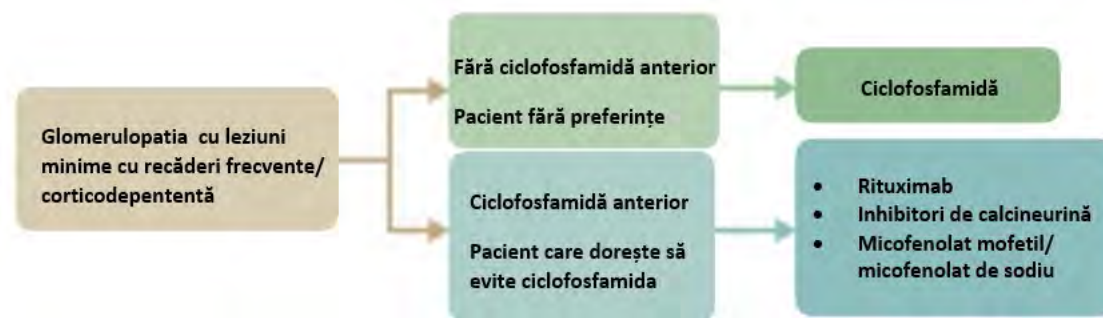 Glomerulopatia cu leziuni
minime cu recăderi frecvente/
corticodepententă
Fără ciclofosfamidă anterior
Pacient fără preferințe
Ciclofosfamidă
Ciclofosfamidă anterior
Pacient care dorește să
evite ciclofosfamida
• Rituximab
• Inhibitori de calcineurină
• Micofenolat mofetil/
micofenolat de sodiu